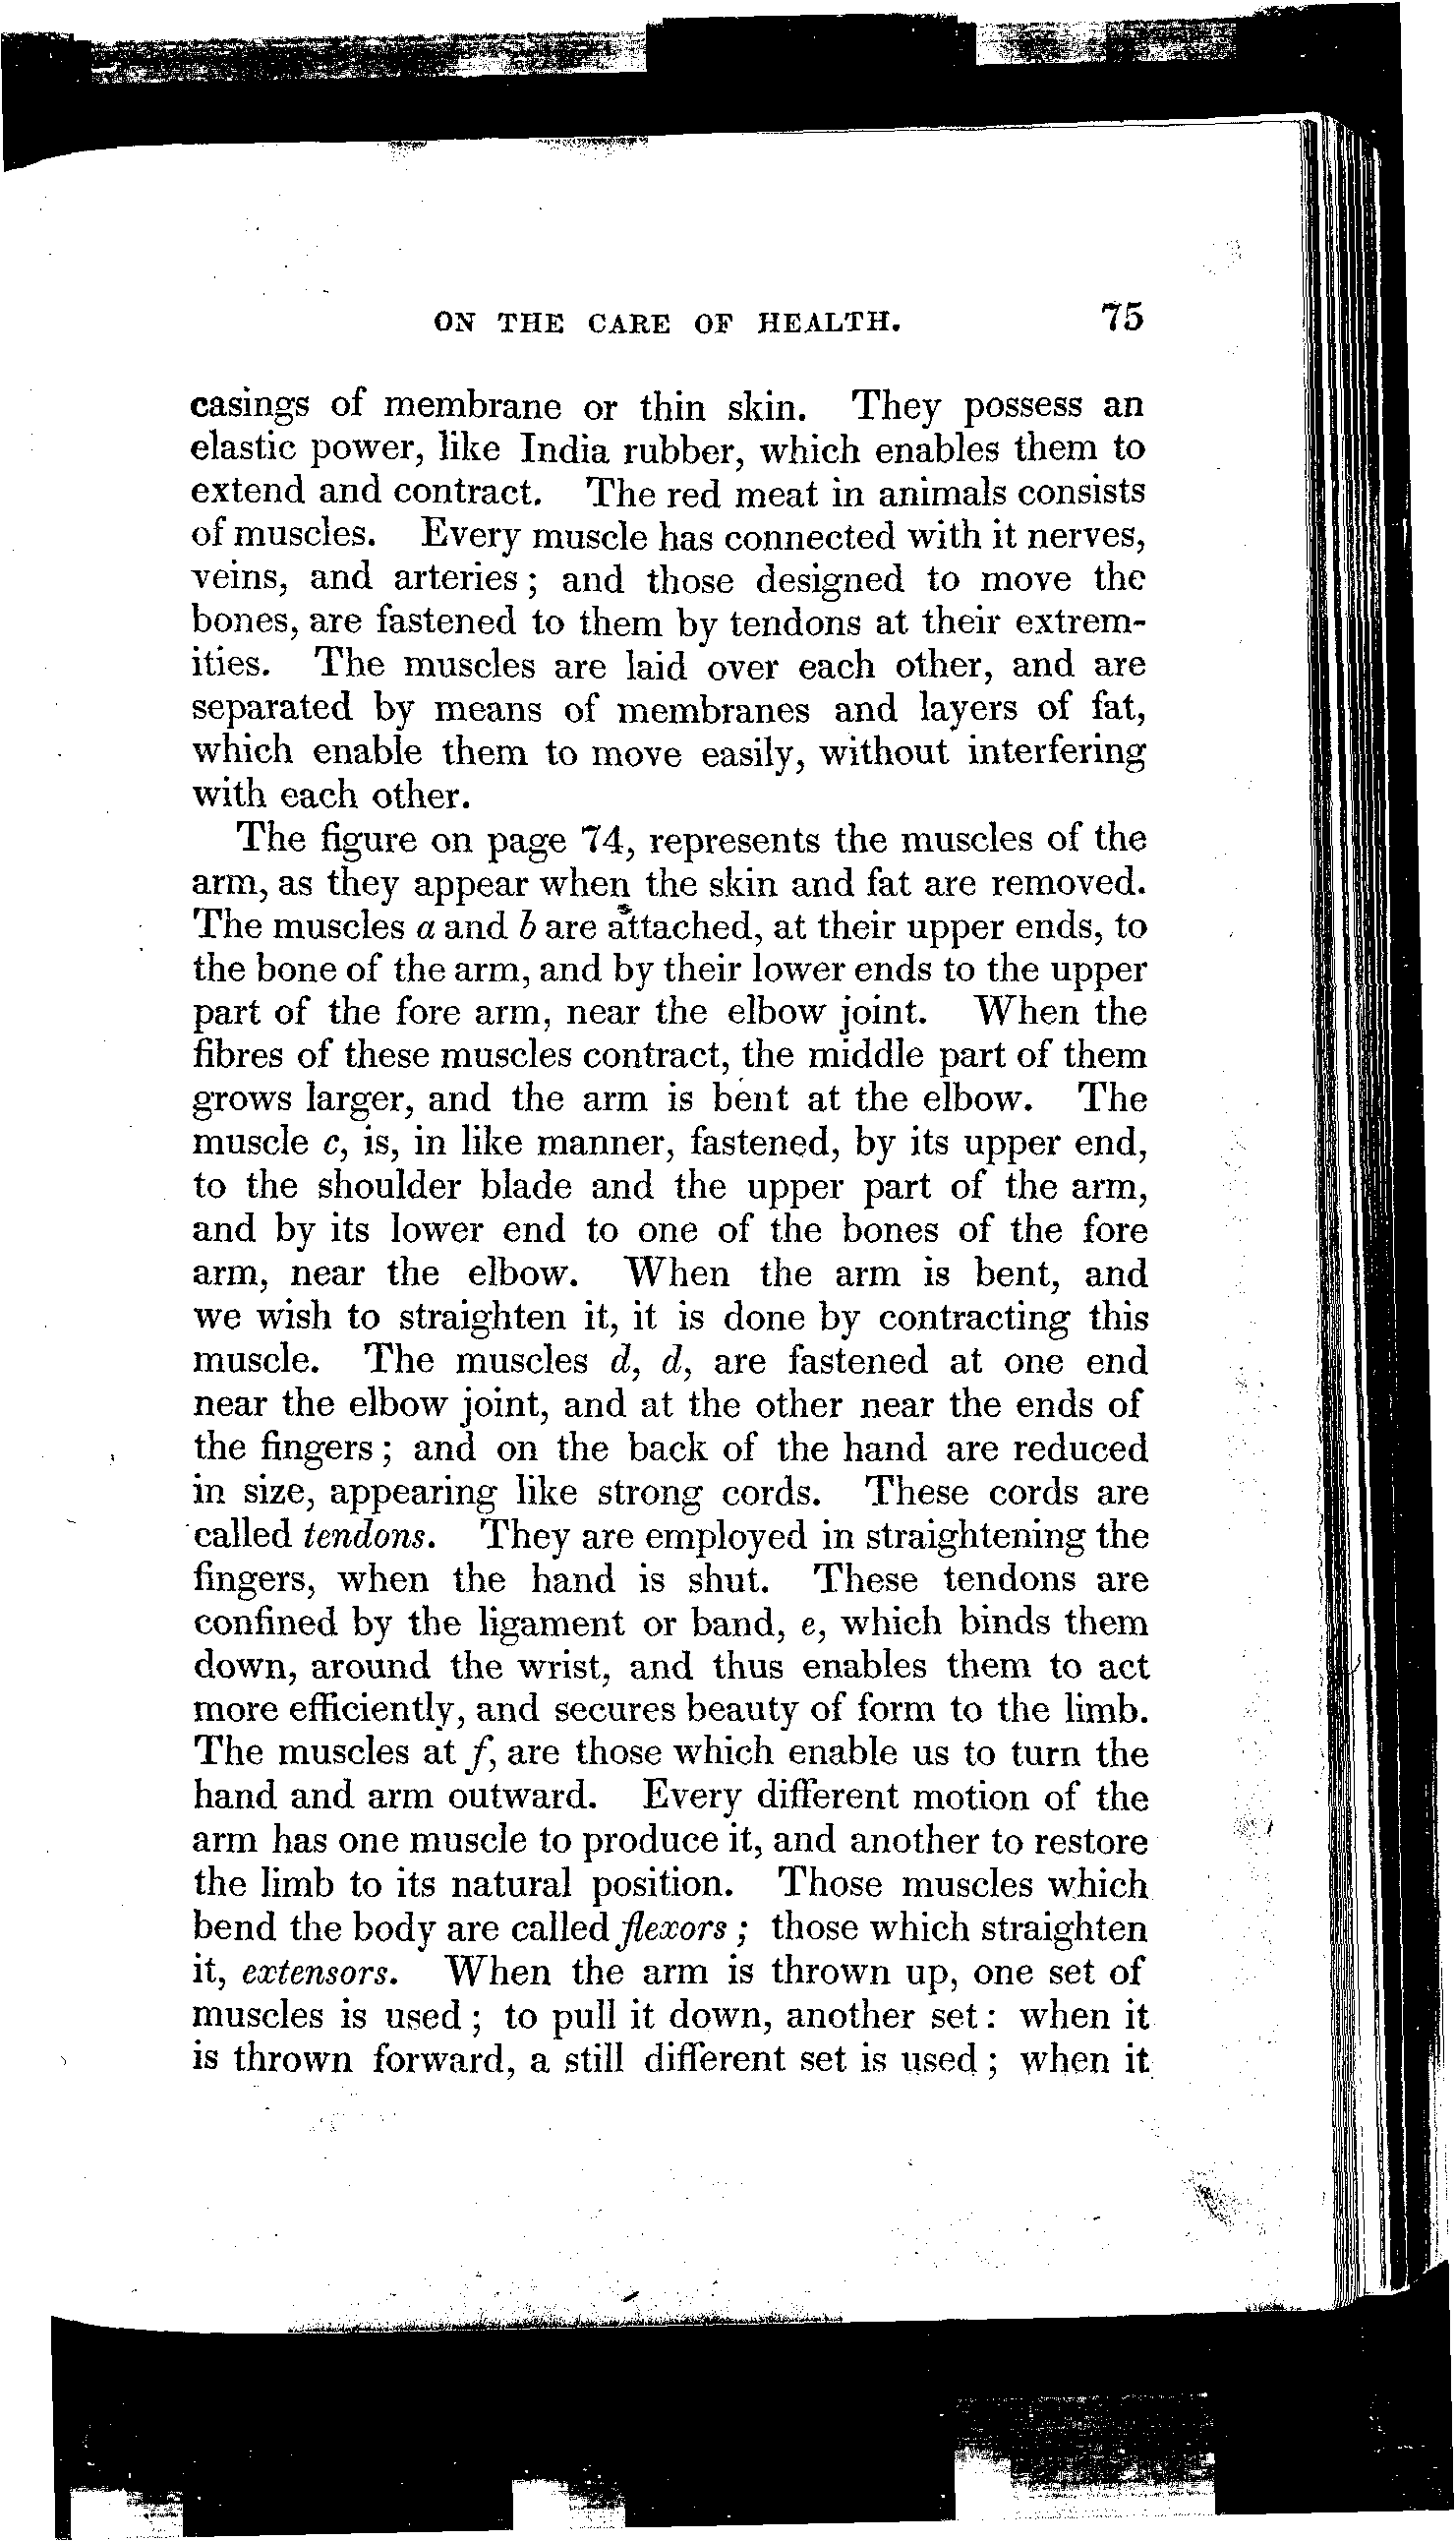 ON THE CARE OF HEALTH. 75
casings of membrane or thin skin. They possess an
elastic power, like India rubber, which enables them to
extend and contract. The red meat in animals consists
of muscles. Every muscle has connected with it nerves,
veins, and arteries; and those designed to move the
bones, are fastened to them by tendons at their extrem-
ities. The muscles are laid over each other, and are
separated by means of membranes and layers of fat,
which enable them to move easily, without interfering
with each other.
The figure on page 74, represents the muscles of the
arm, as they appear when the skin and fat are removed.
The muscles a and b are attached, at their upper ends, to
the bone of the arm, and by their lower ends to the upper
part of the fore arm, near the elbow joint. When the
fibres of these muscles contract, the middle part of them
grows larger, and the arm is bent at the elbow. The
muscle c, is, in like manner, fastened, by its upper end,
to the shoulder blade and the upper part of the arm,
and by its lower end to one of the bones of the fore
arm, near the elbow. When the arm is bent, and
we wish to straighten it, it is done by contracting this
muscle. The muscles d, d, are fastened at one end
near the elbow joint, and at the other near the ends of
the fingers; and on the back of the hand are reduced
in size, appearing like strong cords. These cords are
called tendons. They are employed in straightening the
fingers, when the hand is shut. These tendons are
confined by the ligament or band, e, which binds them
down, around the wrist, and thus enables them to act
more efficiently, and secures beauty of form to the limb.
The muscles at f, are those which enable us to turn the
hand and arm outward. Every different motion of the
arm has one muscle to produce it, and another to restore
the limb to its natural position. Those muscles which
bend the body are called flexors; those which straighten
it, extensors. When the arm is thrown up, one set of
muscles is used; to pull it down, another set: when it
is thrown forward, a still different set is used; when it